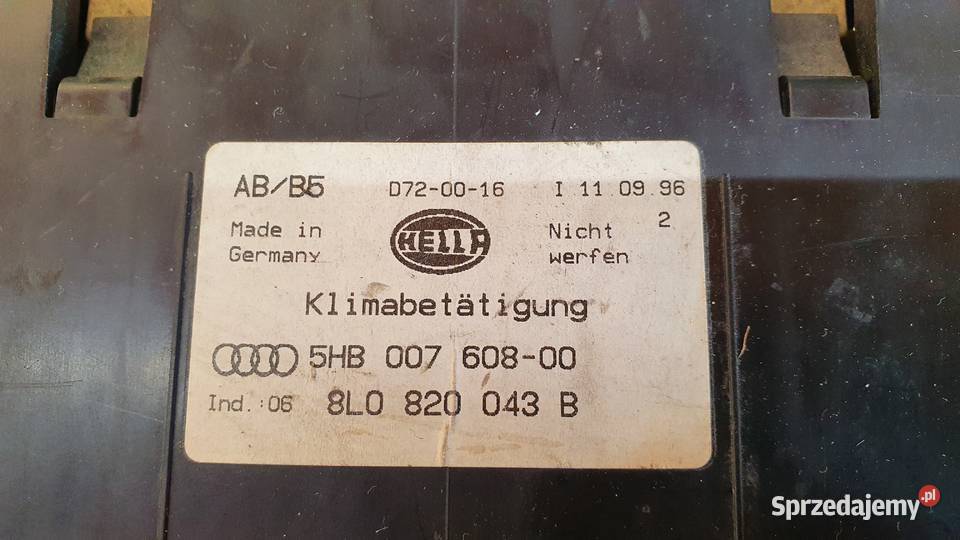 AB/B5 D72-00-16 I 11.09.96
Made in HELLA Nicht 2
Germany werfen
Klimabetätigung
5HB 007 608-00
Ind.:06 8L0 820 043 B
Sprzedajemy.pl